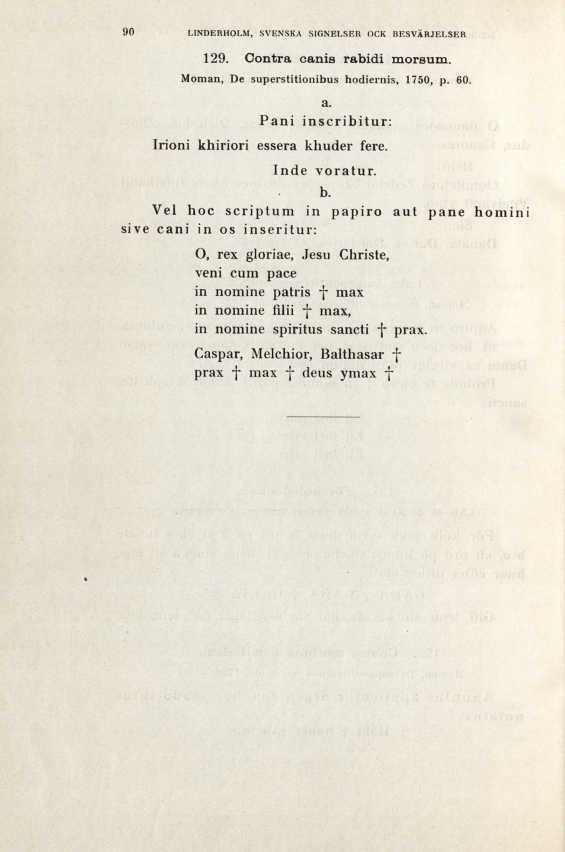 90
LINDERHOLM, SVENSKA SIGNELSER OCK BESVÄRJELSER
129. Contra canis rabidi morsum.
Moman, De superstitionibus hodiernis, 1750, p. 60.
a.
Pani inscribitur:
Irioni khiriori essera khuder fere.
Inde voratur.
b.
Vel hoc scriptum in papiro aut pane homini
sive cani in os inseritur:
O, rex gloriae, Jesu Christe,
veni cum pace
in nomine patris † max
in nomine filii † max,
in nomine spiritus sancti † prax.
Caspar, Melchior, Balthasar †
prax † max † deus ymax †